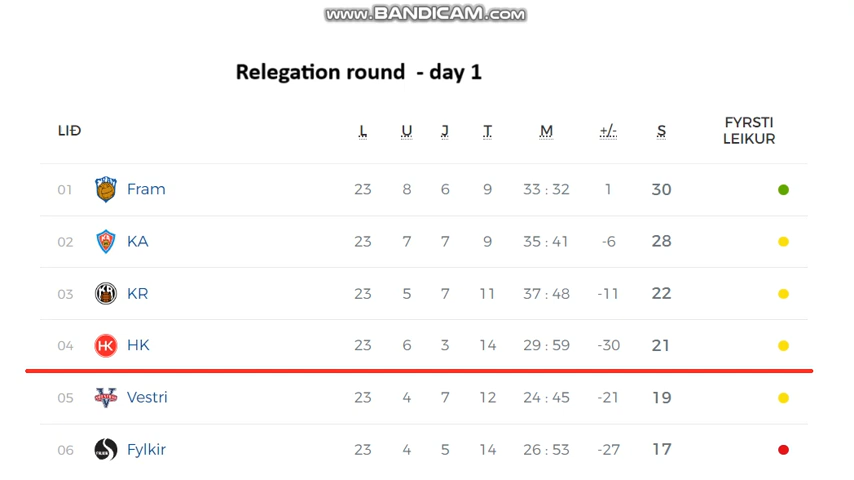 www.BANDICAM.com
Relegation round - day 1
LIÐ L U J T M +/- S FYRSTI LEIKUR
01 Fram 23 8 6 9 33 : 32 1 30
02 KA 23 7 7 9 35 : 41 -6 28
03 KR 23 5 7 11 37 : 48 -11 22
04 HK HK 23 6 3 14 29 : 59 -30 21
05 Vestri 23 4 7 12 24 : 45 -21 19
06 Fylkir 23 4 5 14 26 : 53 -27 17